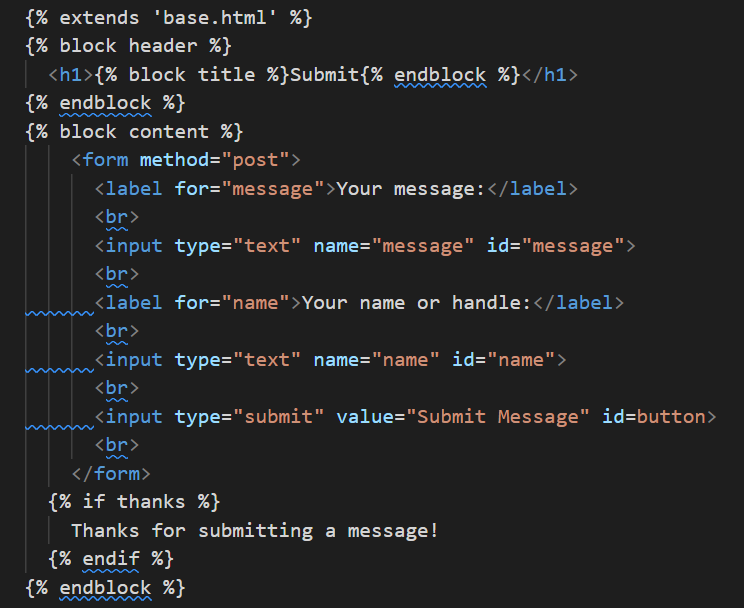 {% extends 'base.html' %}
{% block header %}
  <h1>{% block title %}Submit{% endblock %}</h1>
{% endblock %}
{% block content %}
    <form method="post">
      <label for="message">Your message:</label>
      <br>
      <input type="text" name="message" id="message">
      <br>
      <label for="name">Your name or handle:</label>
      <br>
      <input type="text" name="name" id="name">
      <br>
      <input type="submit" value="Submit Message" id=button>
      <br>
    </form>
  {% if thanks %}
    Thanks for submitting a message!
  {% endif %}
{% endblock %}